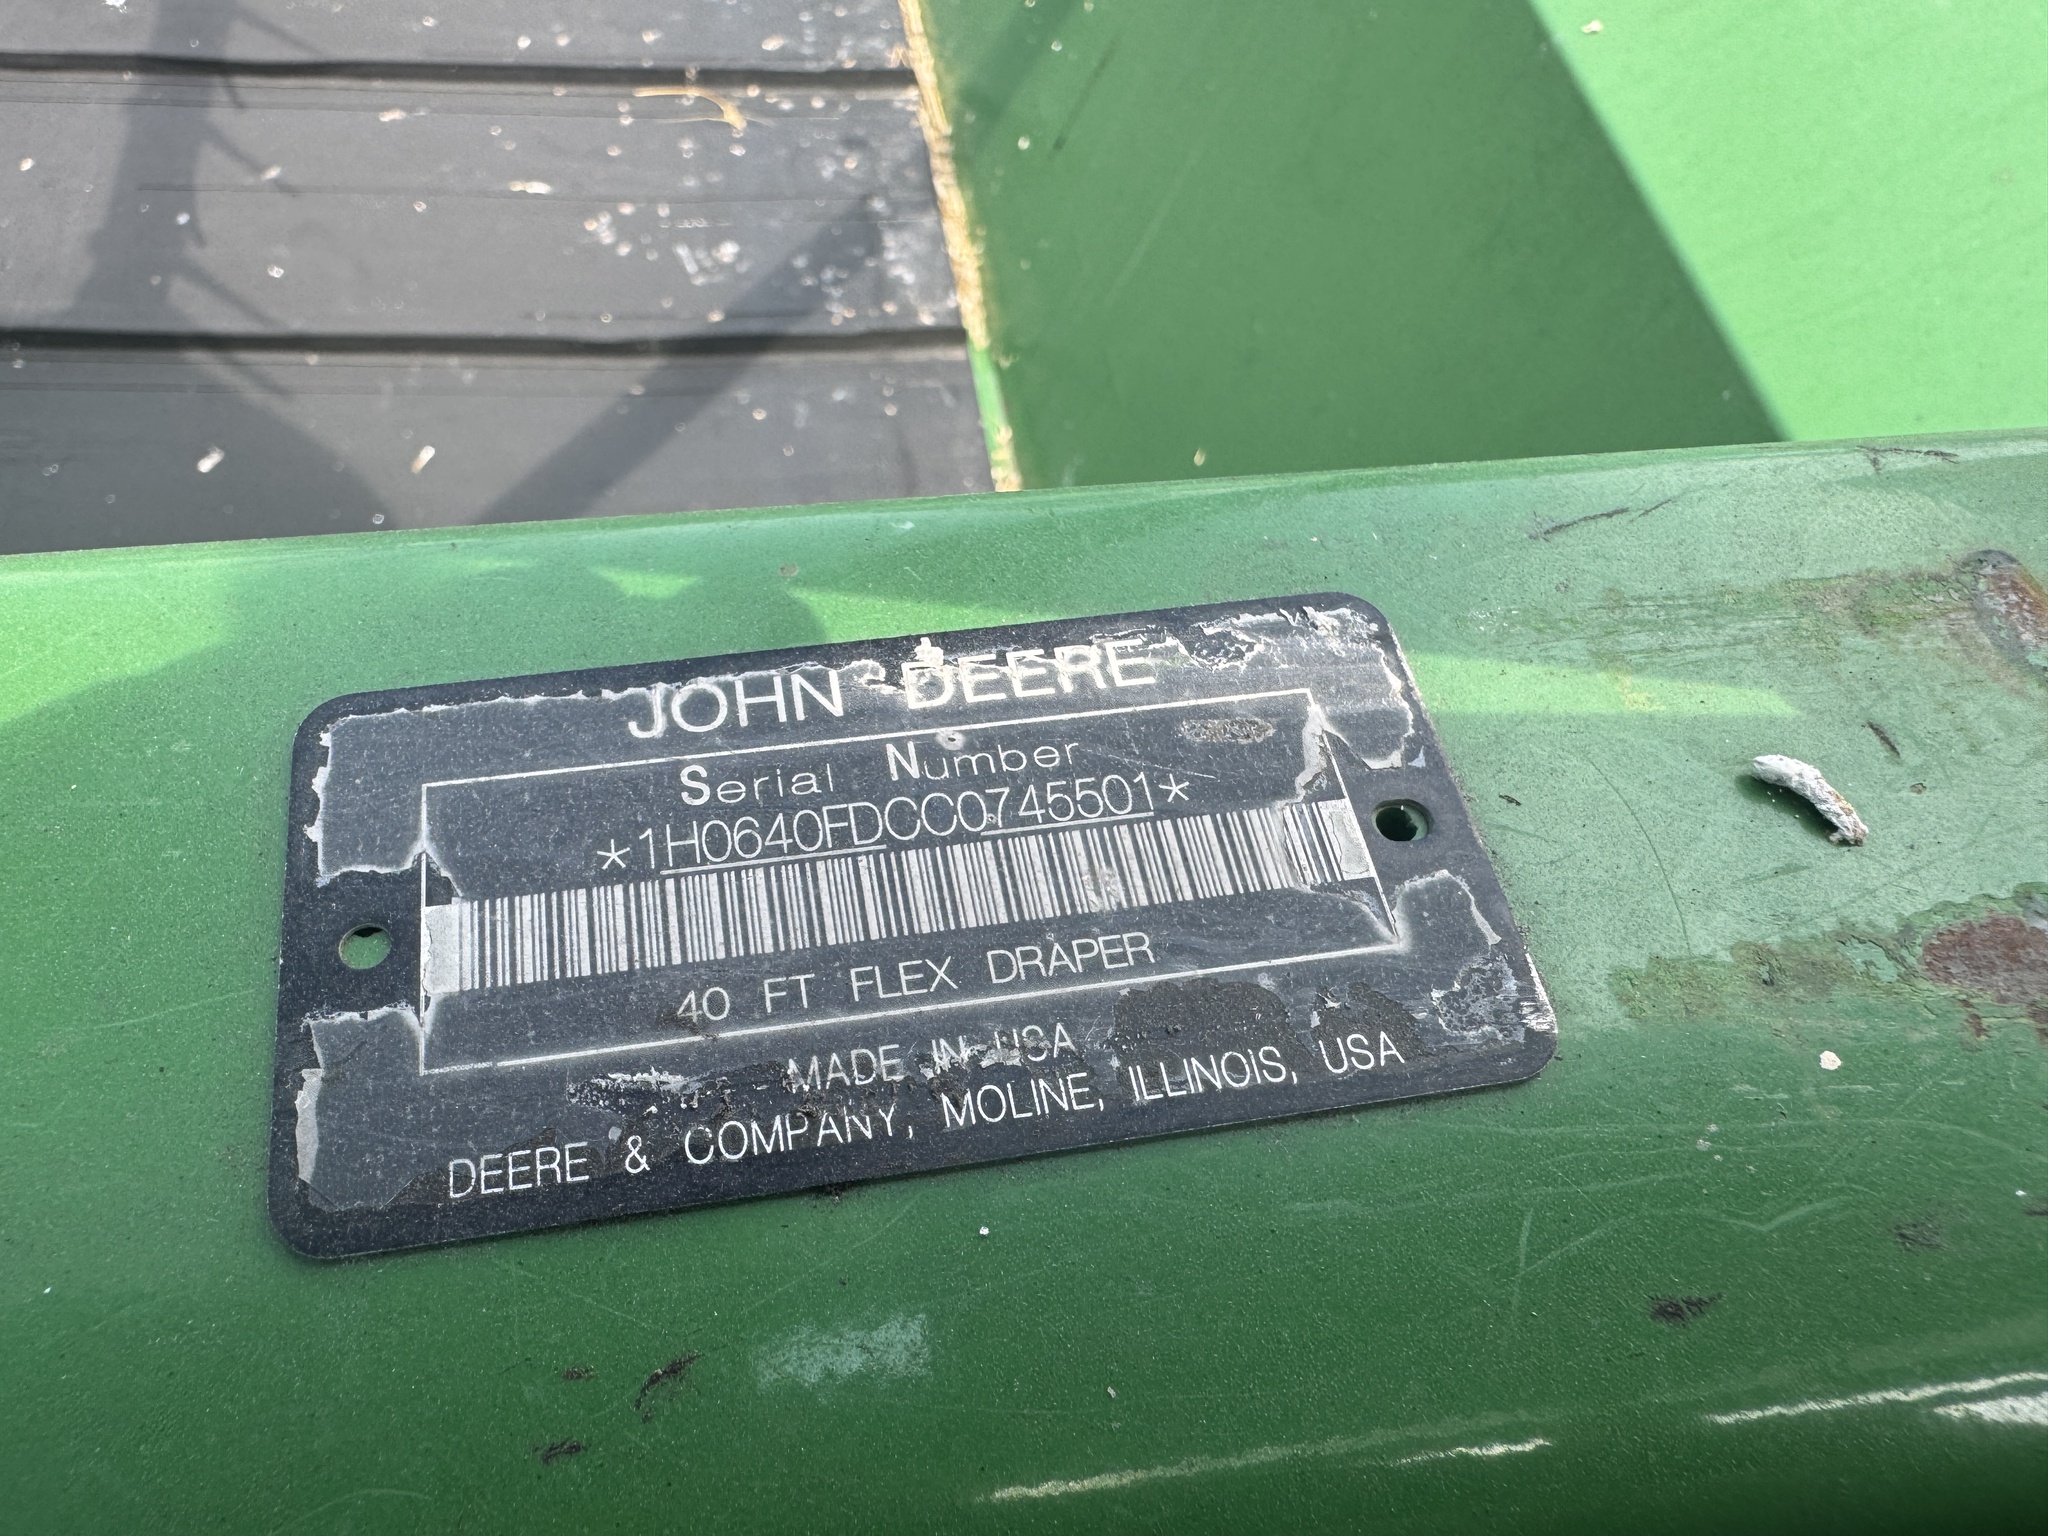 JOHN DEERE
Serial Number
*1H0640FDCC0745501*
40 FT FLEX DRAPER
MADE IN USA
DEERE & COMPANY, MOLINE, ILLINOIS, USA